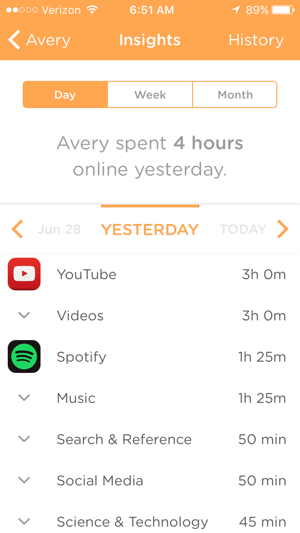 Verizon 6:51 AM 89%
Avery Insights History
Day Week Month
Avery spent 4 hours
online yesterday.
Jun 28 YESTERDAY TODAY
YouTube 3h 0m
Videos 3h 0m
Spotify 1h 25m
Music 1h 25m
Search & Reference 50 min
Social Media 50 min
Science & Technology 45 min